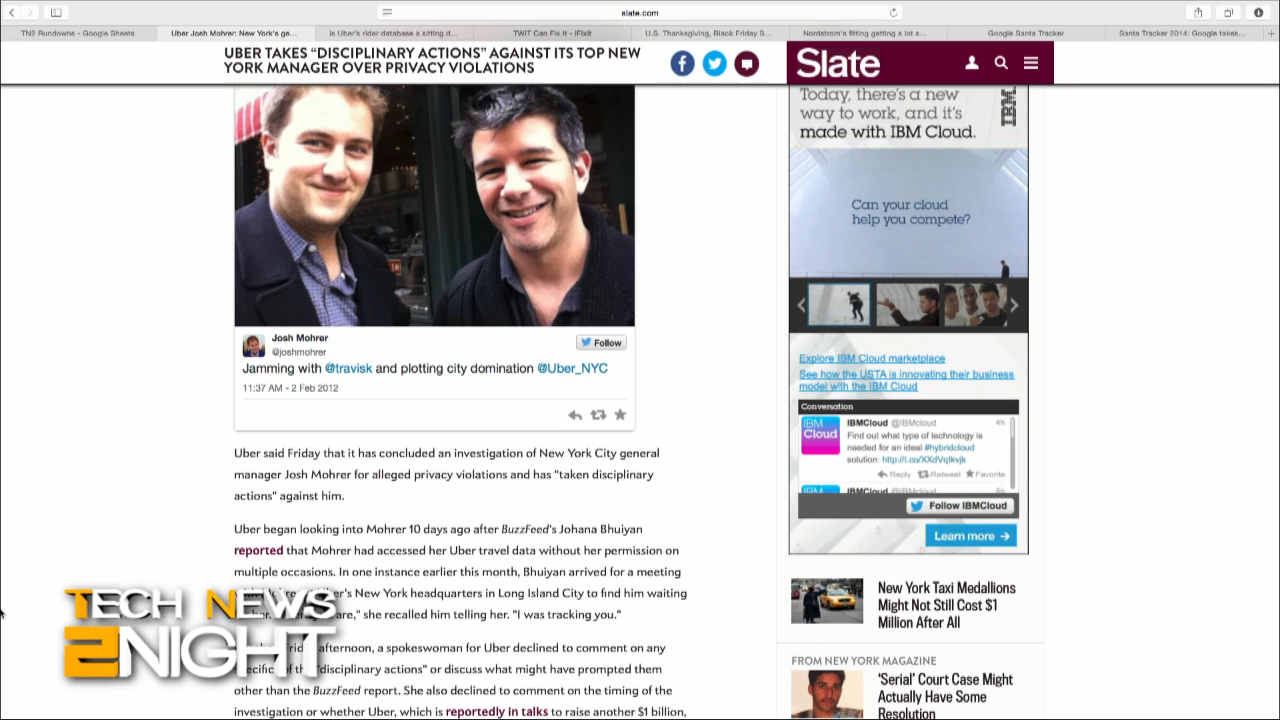 slate.com
TN2 Rundowns - Google Sheets
Uber Josh Mohrer: New York's ge...
Is Uber's rider database a sitting d...
TWIT Can Fix It - iFixit
U.S. Thanksgiving, Black Friday S...
Nordstrom's fitting getting a lot s...
Google Santa Tracker
Santa Tracker 2014: Google takes...
UBER TAKES “DISCIPLINARY ACTIONS” AGAINST ITS TOP NEW
YORK MANAGER OVER PRIVACY VIOLATIONS
Slate
Josh Mohrer
@joshmohrer
Follow
Jamming with @travisk and plotting city domination @Uber_NYC
11:37 AM - 2 Feb 2012
Uber said Friday that it has concluded an investigation of New York City general
manager Josh Mohrer for alleged privacy violations and has "taken disciplinary
actions" against him.
Uber began looking into Mohrer 10 days ago after BuzzFeed's Johana Bhuiyan
reported that Mohrer had accessed her Uber travel data without her permission on
multiple occasions. In one instance earlier this month, Bhuiyan arrived for a meeting
's New York headquarters in Long Island City to find him waiting
she recalled him telling her. "I was tracking you."
afternoon, a spokeswoman for Uber declined to comment on any
"disciplinary actions" or discuss what might have prompted them
other than the BuzzFeed report. She also declined to comment on the timing of the
investigation or whether Uber, which is reportedly in talks to raise another $1 billion,
TECH NEWS
2NIGHT
Today, there's a new
way to work, and it's
made with IBM Cloud.
IBM
Can your cloud
help you compete?
Explore IBM Cloud marketplace
See how the USTA is innovating their business
model with the IBM Cloud
Conversation
IBM
Cloud
IBMCloud @IBMcloud 4h
Find out what type of technology is
needed for an ideal #hybridcloud
solution: http://t.co/XXdVqlkvjk
Reply Retweet Favorite
IBM
IBMCloud @IBMcloud
Follow IBMCloud
Learn more
New York Taxi Medallions
Might Not Still Cost $1
Million After All
FROM NEW YORK MAGAZINE
‘Serial’ Court Case Might
Actually Have Some
Resolution